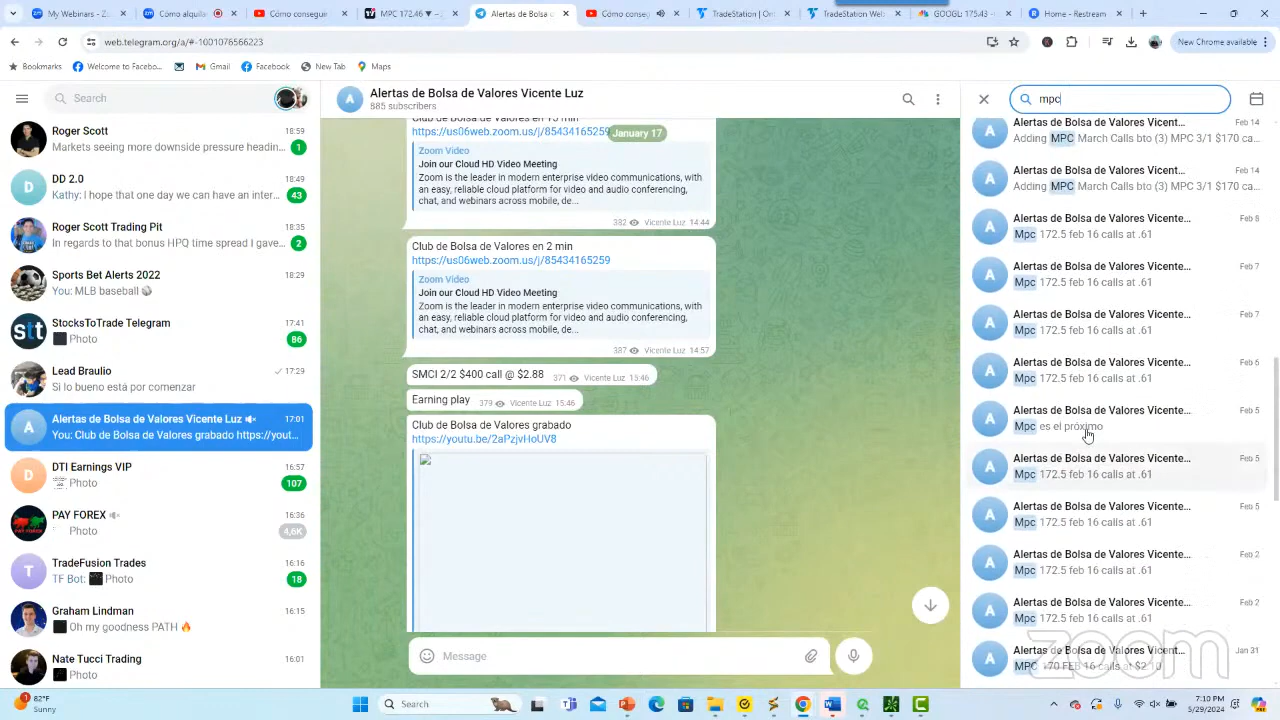 My Webinars - Z
Cómo alquila
Cómo conseg
MPC 172.46
Alertas de Bolsa
Cómo conse
TradeStation | On
TradeStation Web
GOOGL 175.43
Home - Restream
web.telegram.org/a/#-1001076566223
New Chrome available
Bookmarks
Welcome to Facebo...
Gmail
Facebook
New Tab
Maps
Search
Roger Scott 18:59
Markets seeing more downside pressure headin... 1
DD 2.0 18:49
Kathy: I hope that one day we can have an inter... 43
Roger Scott Trading Pit 18:35
In regards to that bonus HPQ time spread I gave... 2
Sports Bet Alerts 2022 18:29
You: MLB baseball
StocksToTrade Telegram 17:41
Photo 86
Lead Braulio 17:29
Si lo bueno está por comenzar
Alertas de Bolsa de Valores Vicente Luz 17:01
You: Club de Bolsa de Valores grabado https://yout...
DTI Earnings VIP 16:57
Photo 107
PAY FOREX 16:36
Photo 4,6K
TradeFusion Trades 16:16
TF Bot: Photo 18
Graham Lindman 16:15
Oh my goodness PATH 🔥
Nate Tucci Trading 16:01
Photo
Alertas de Bolsa de Valores Vicente Luz
885 subscribers
Club de Bolsa de Valores en 15 min
https://us06web.zoom.us/j/85434165259
January 17
Zoom Video
Join our Cloud HD Video Meeting
Zoom is the leader in modern enterprise video communications, with
an easy, reliable cloud platform for video and audio conferencing,
chat, and webinars across mobile, de...
382 Vicente Luz 14:44
Club de Bolsa de Valores en 2 min
https://us06web.zoom.us/j/85434165259
Zoom Video
Join our Cloud HD Video Meeting
Zoom is the leader in modern enterprise video communications, with
an easy, reliable cloud platform for video and audio conferencing,
chat, and webinars across mobile, de...
387 Vicente Luz 14:57
SMCI 2/2 $400 call @ $2.88 371 Vicente Luz 15:46
Earning play 379 Vicente Luz 15:46
Club de Bolsa de Valores grabado
https://youtu.be/2aPzjvHoUV8
Message
mpc
Alertas de Bolsa de Valores Vicent... Feb 14
Adding MPC March Calls bto (3) MPC 3/1 $170 ca...
Alertas de Bolsa de Valores Vicent... Feb 14
Adding MPC March Calls bto (3) MPC 3/1 $170 ca...
Alertas de Bolsa de Valores Vicente... Feb 8
Mpc 172.5 feb 16 calls at .61
Alertas de Bolsa de Valores Vicente... Feb 7
Mpc 172.5 feb 16 calls at .61
Alertas de Bolsa de Valores Vicente... Feb 7
Mpc 172.5 feb 16 calls at .61
Alertas de Bolsa de Valores Vicente... Feb 6
Mpc 172.5 feb 16 calls at .61
Alertas de Bolsa de Valores Vicente... Feb 5
Mpc es el próximo
Alertas de Bolsa de Valores Vicente... Feb 5
Mpc 172.5 feb 16 calls at .61
Alertas de Bolsa de Valores Vicente... Feb 5
Mpc 172.5 feb 16 calls at .61
Alertas de Bolsa de Valores Vicente... Feb 2
Mpc 172.5 feb 16 calls at .61
Alertas de Bolsa de Valores Vicente... Feb 2
Mpc 172.5 feb 16 calls at .61
Alertas de Bolsa de Valores Vicent... Jan 31
MPC 170 FEB 16 calls at $2.10
zoom
82°F
Sunny
Search
7:10 PM
5/29/2024